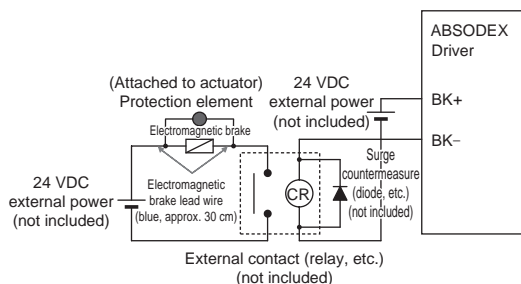 ABSODEX
Driver
(Attached to actuator)
Protection element
24 VDC
external power
(not included)
BK+
Electromagnetic brake
BK−
24 VDC
external power
(not included)
Electromagnetic
brake lead wire
(blue, approx. 30 cm)
CR
Surge
countermeasure
(diode, etc.)
(not included)
External contact (relay, etc.)
(not included)